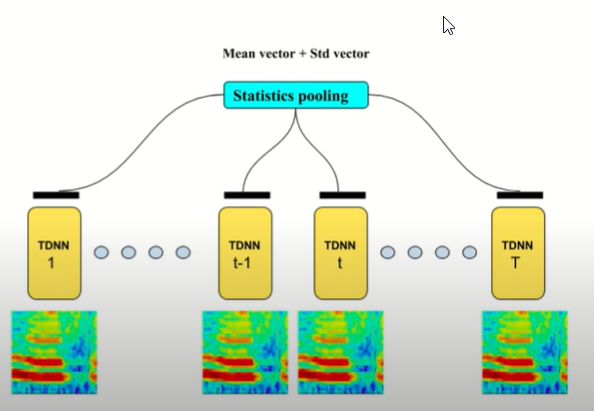 Mean vector + Std vector
Statistics pooling
TDNN
1
TDNN
t-1
TDNN
t
TDNN
T